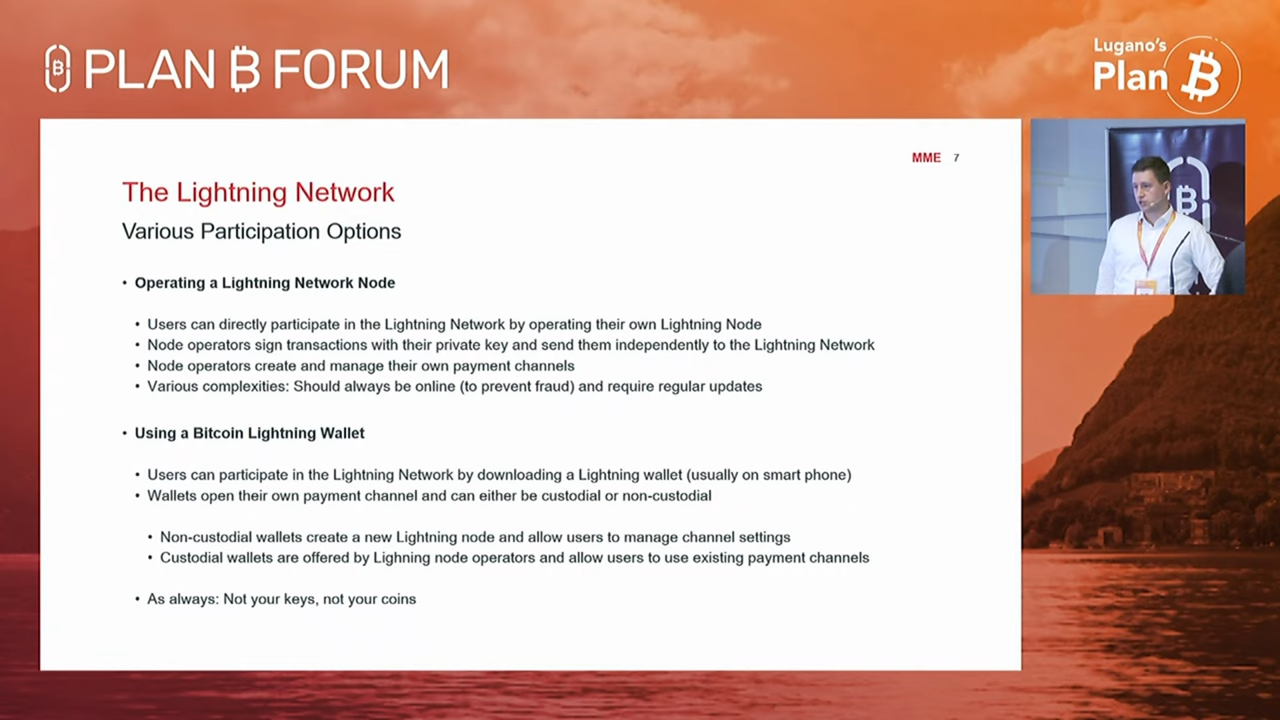 PLAN ₿ FORUM
Lugano's
Plan ₿
MME 7
The Lightning Network
Various Participation Options
• Operating a Lightning Network Node
• Users can directly participate in the Lightning Network by operating their own Lightning Node
• Node operators sign transactions with their private key and send them independently to the Lightning Network
• Node operators create and manage their own payment channels
• Various complexities: Should always be online (to prevent fraud) and require regular updates
• Using a Bitcoin Lightning Wallet
• Users can participate in the Lightning Network by downloading a Lightning wallet (usually on smart phone)
• Wallets open their own payment channel and can either be custodial or non-custodial
• Non-custodial wallets create a new Lightning node and allow users to manage channel settings
• Custodial wallets are offered by Lighning node operators and allow users to use existing payment channels
• As always: Not your keys, not your coins